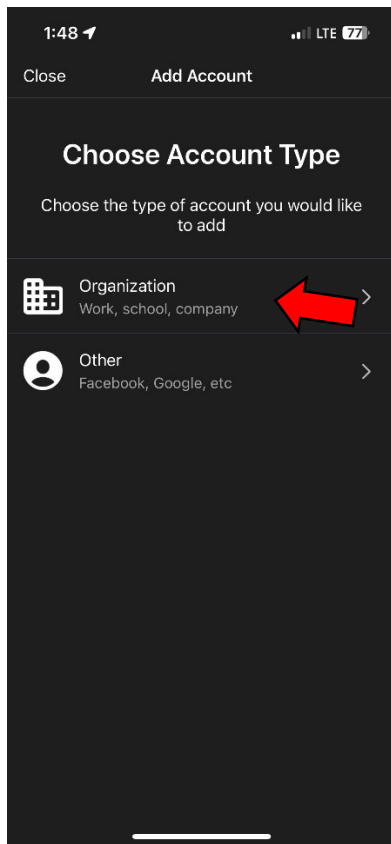 1:48 LTE 77
Close Add Account
Choose Account Type
Choose the type of account you would like
to add
Organization
Work, school, company
Other
Facebook, Google, etc